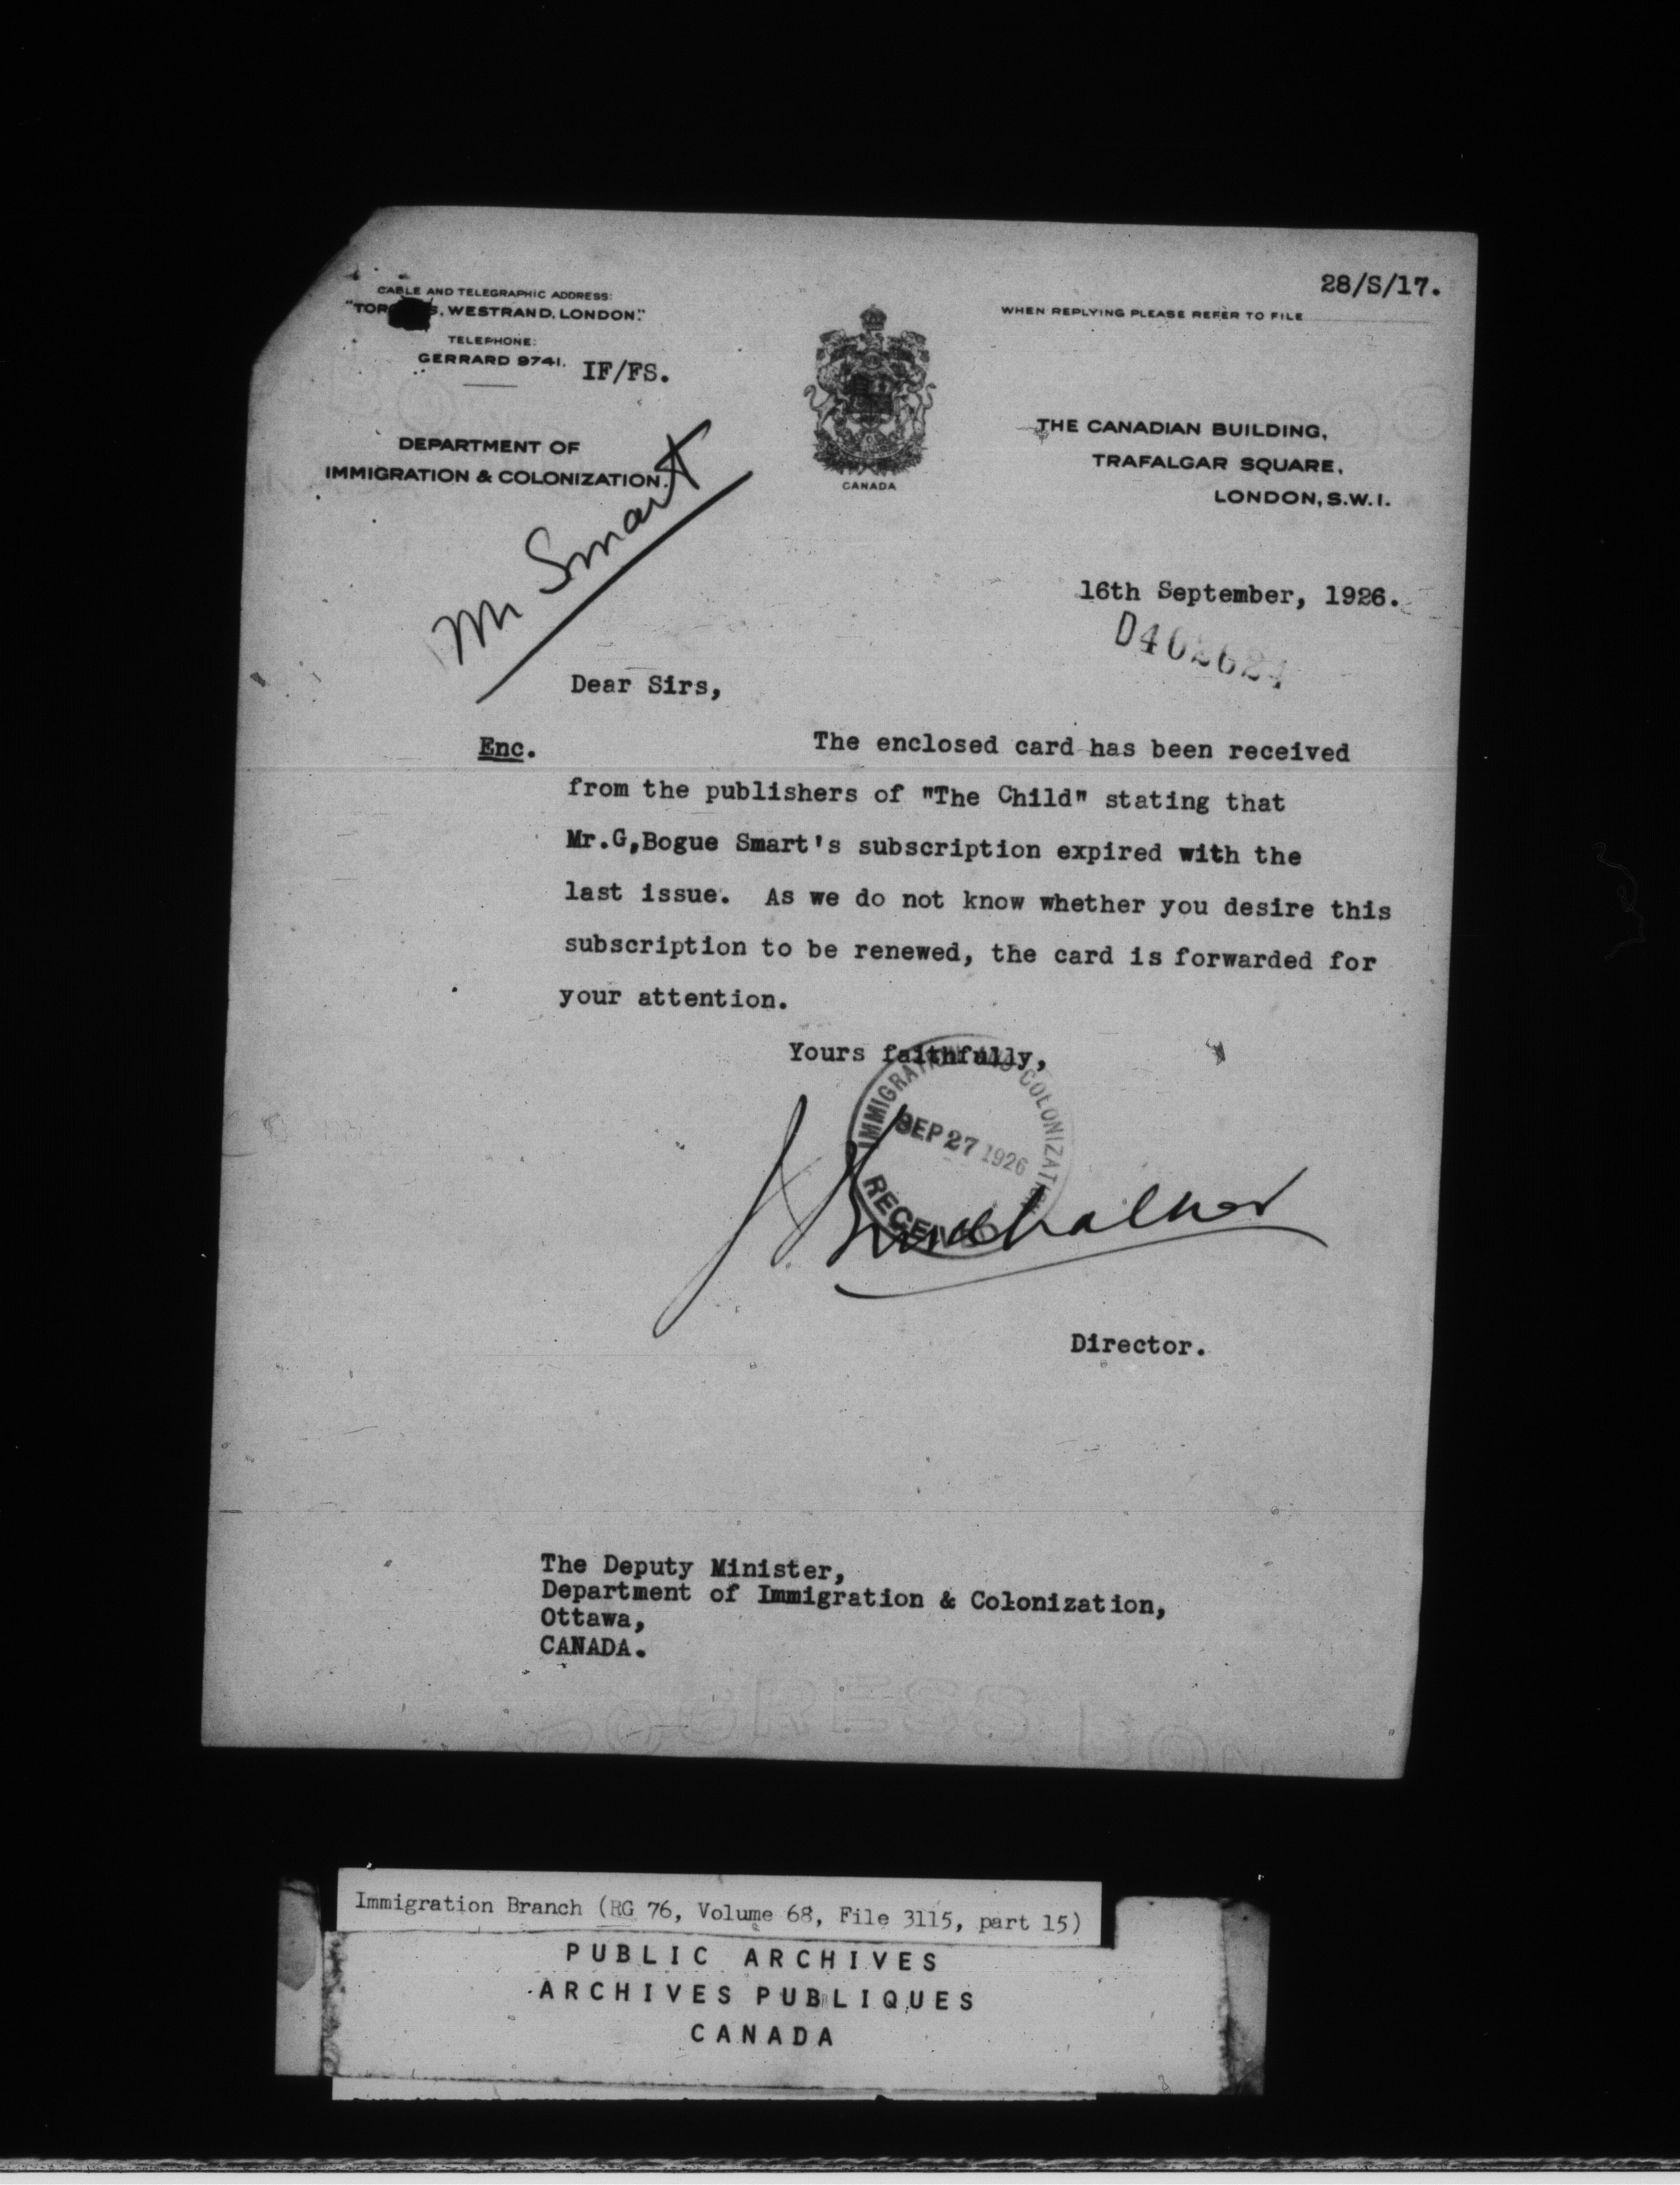 28/S/17.
CABLE AND TELEGRAPHIC ADDRESS:
WESTRAND, LONDON."
WHEN REPLYING PLEASE REFER TO FILE
TELEPHONE:
GERRARD 9741.
IF/FS.
DEPARTMENT OF
IMMIGRATION & COLONIZATION.
CANADA
THE CANADIAN BUILDING,
TRAFALGAR SQUARE,
LONDON, S.W.1.
Mr Smart
16th September, 1926.
Dear Sirs,
Enc.
The enclosed card has been received
from the publishers of "The Child" stating that
Mr.G,Bogue Smart's subscription expired with the
last issue. As we do not know whether you desire this
subscription to be renewed, the card is forwarded for
your attention.
Yours faithfully,
IMMIGRATION AND COLONIZATION
SEP 27 1926
RECEIVED
Director.
The Deputy Minister,
Department of Immigration & Colonization,
Ottawa,
CANADA.
Immigration Branch (RG 76, Volume 68, File 3115, part 15)
PUBLIC ARCHIVES
ARCHIVES PUBLIQUES
CANADA